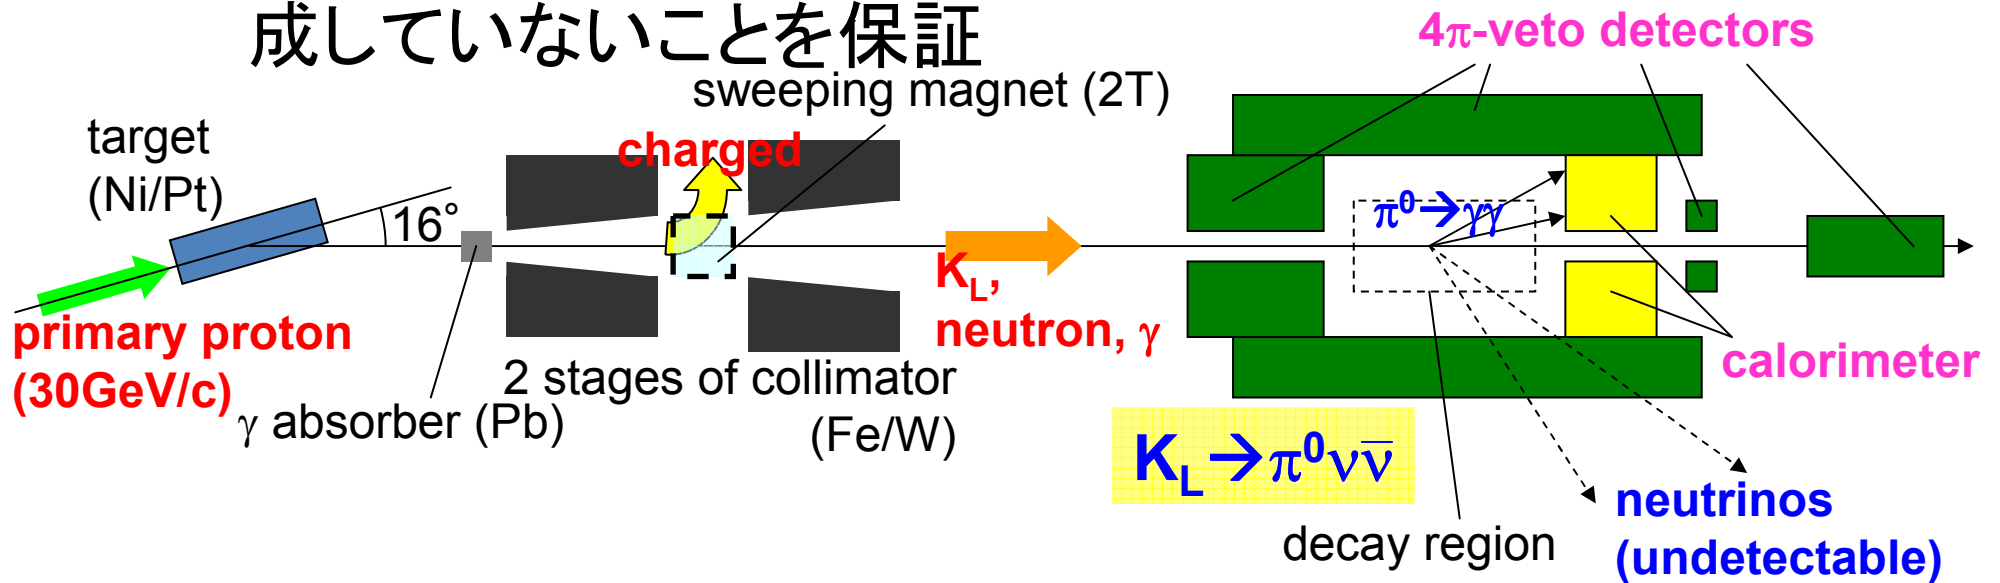 成していないことを保証
4π-veto detectors
sweeping magnet (2T)
target
(Ni/Pt)
charged
16°
π⁰→γγ
K_L,
neutron, γ
primary proton
(30GeV/c)
γ absorber (Pb)
2 stages of collimator
(Fe/W)
calorimeter
K_L→π⁰νν̅
neutrinos
(undetectable)
decay region